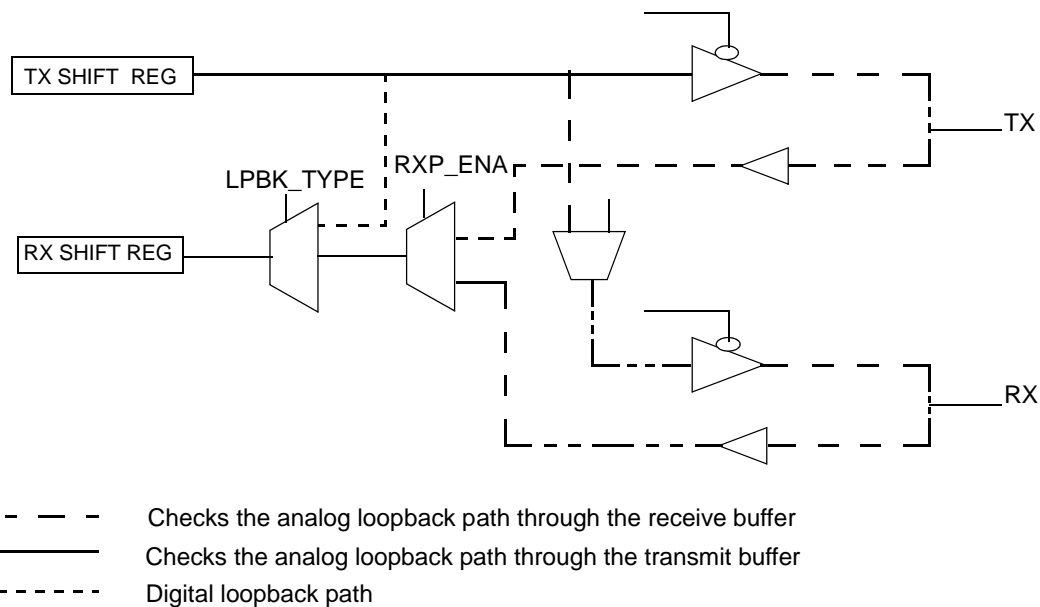 TX SHIFT REG
TX
LPBK_TYPE
RXP_ENA
RX SHIFT REG
RX
Checks the analog loopback path through the receive buffer
Checks the analog loopback path through the transmit buffer
Digital loopback path